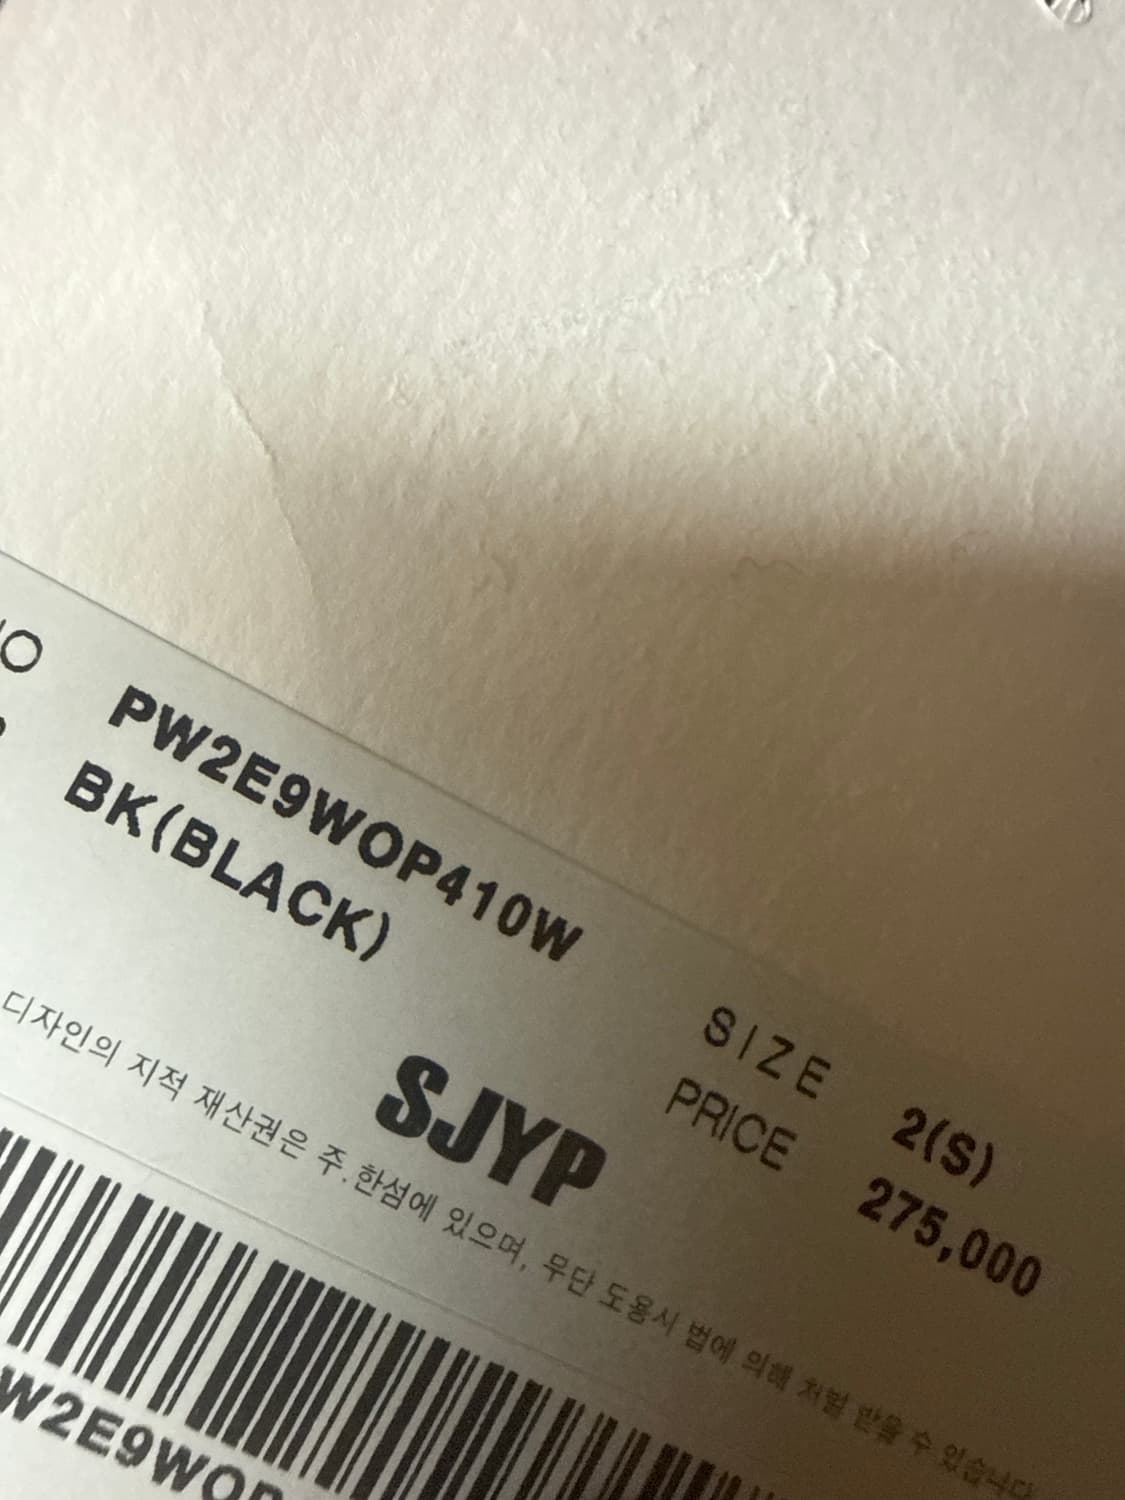 NO PW2E9WOP410W
BK(BLACK)
SIZE 2(S)
PRICE 275,000
SJYP
디자인의 지적 재산권은 주.한섬에 있으며, 무단 도용시 법에 의해 처벌 받을 수 있습니다
W2E9WOP